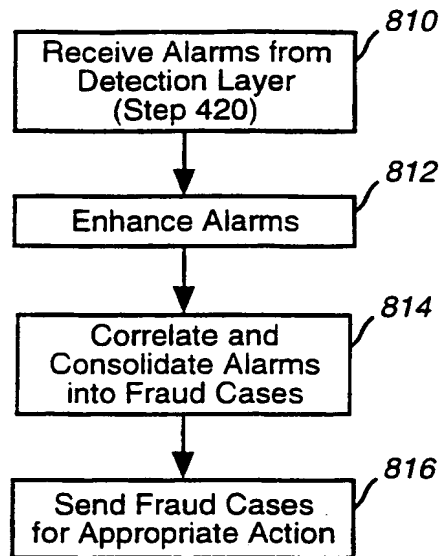 810
Receive Alarms from
Detection Layer
(Step 420)
812
Enhance Alarms
814
Correlate and
Consolidate Alarms
into Fraud Cases
816
Send Fraud Cases
for Appropriate Action